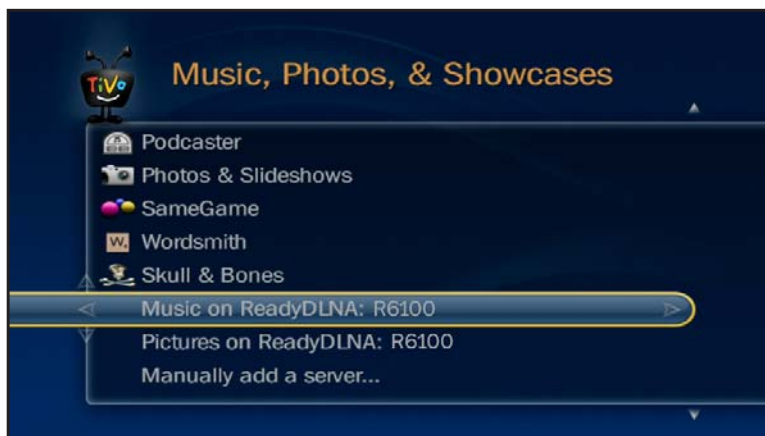 TiVo
Music, Photos, & Showcases
Podcaster
Photos & Slideshows
SameGame
W.
Wordsmith
Skull & Bones
Music on ReadyDLNA: R6100
Pictures on ReadyDLNA: R6100
Manually add a server...